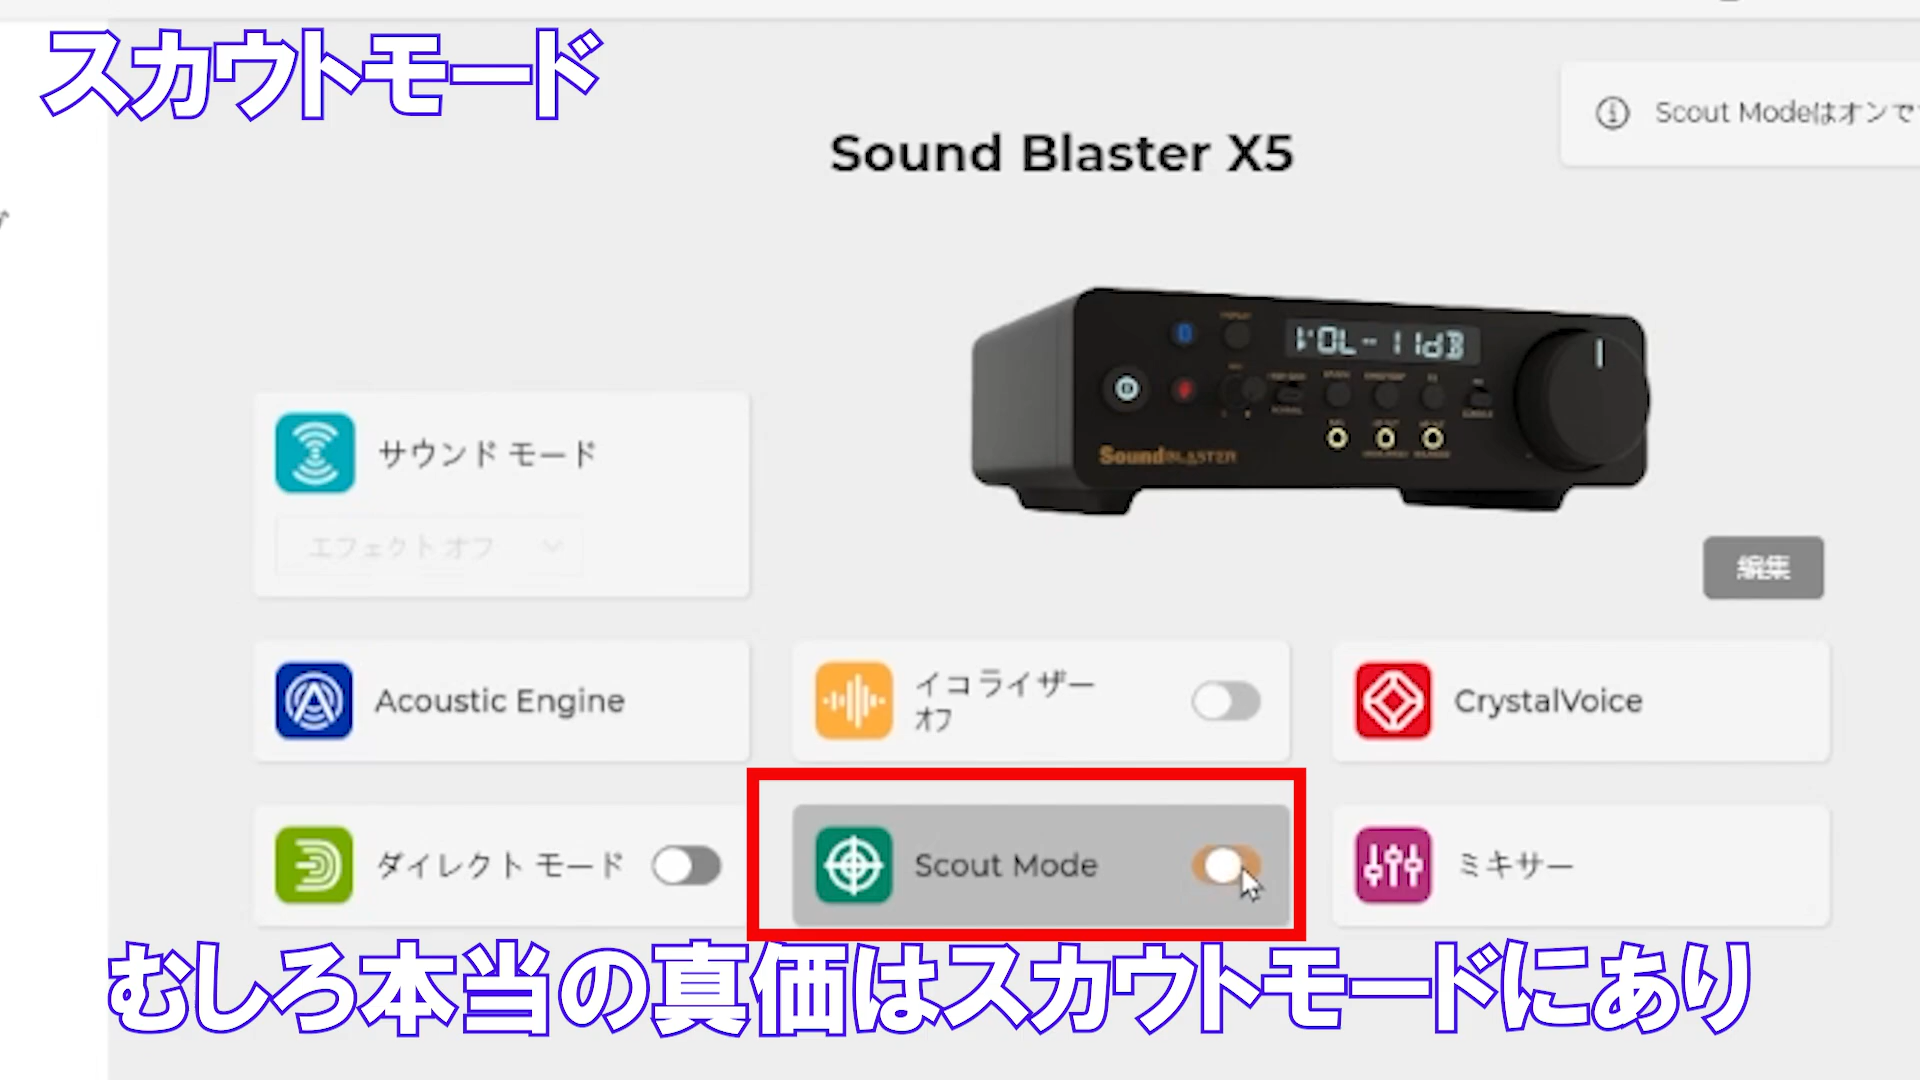 スカウトモード
Scout Modeはオンで
Sound Blaster X5
VOL-11dB
SoundBLASTER
サウンド モード
エフェクト オフ
編集
Acoustic Engine
イコライザー
オフ
CrystalVoice
ダイレクト モード
Scout Mode
ミキサー
むしろ本当の真価はスカウトモードにあり